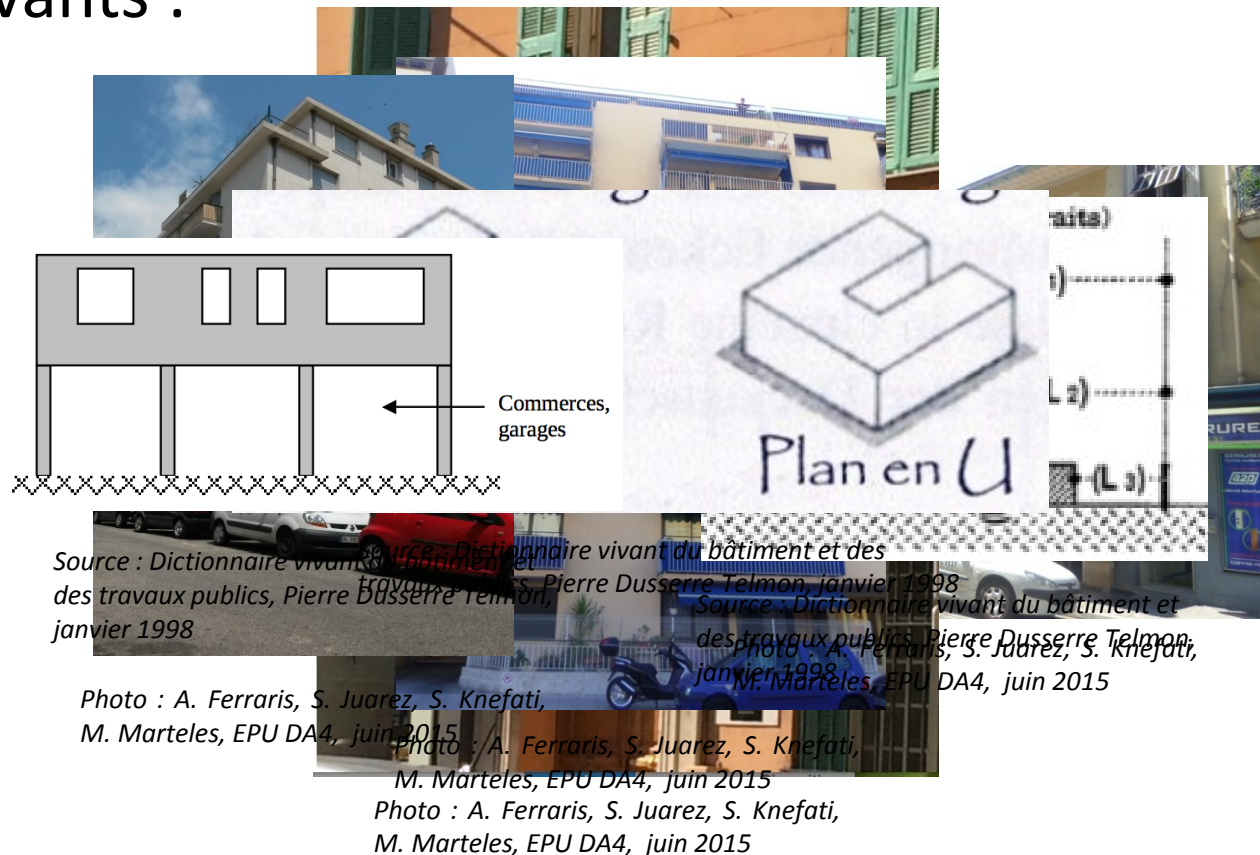 vants :
raits)
L 2)
(L 3)
RURE
a2p
Commerces,
garages
Plan en U
Source : Dictionnaire vivant du bâtiment et
des travaux publics, Pierre Dusserre Telmon,
janvier 1998
Source : Dictionnaire vivant du bâtiment et des
travaux publics, Pierre Dusserre Telmon, janvier 1998
Source : Dictionnaire vivant du bâtiment et
des travaux publics, Pierre Dusserre Telmon,
janvier 1998
Photo : A. Ferraris, S. Juarez, S. Knefati,
M. Marteles, EPU DA4, juin 2015
Photo : A. Ferraris, S. Juarez, S. Knefati,
M. Marteles, EPU DA4, juin 2015
Photo : A. Ferraris, S. Juarez, S. Knefati,
M. Marteles, EPU DA4, juin 2015
Photo : A. Ferraris, S. Juarez, S. Knefati,
M. Marteles, EPU DA4, juin 2015